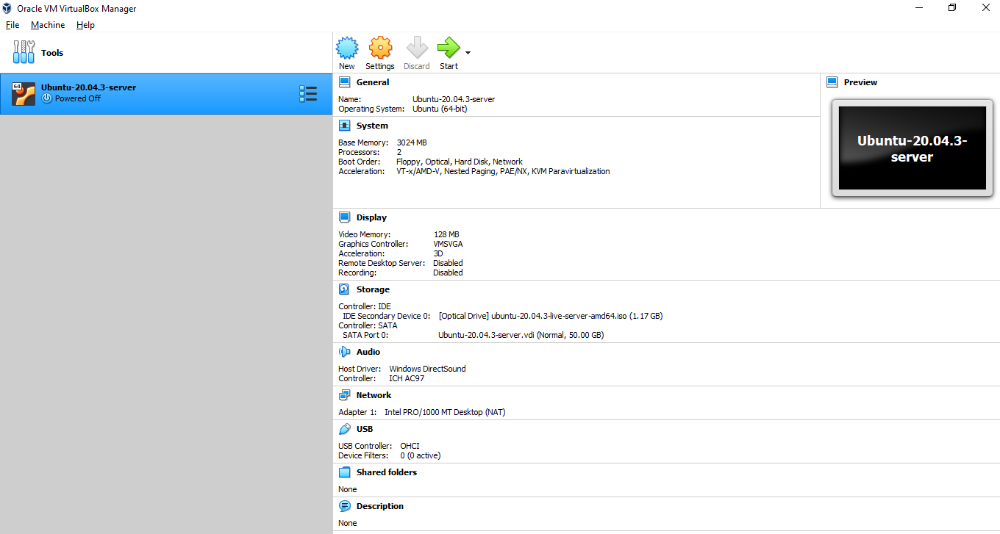 Oracle VM VirtualBox Manager
File Machine Help
Tools
New Settings Discard Start
64
Ubuntu-20.04.3-server
Powered Off
General
Name: Ubuntu-20.04.3-server
Operating System: Ubuntu (64-bit)
Preview
Ubuntu-20.04.3-
server
System
Base Memory: 3024 MB
Processors: 2
Boot Order: Floppy, Optical, Hard Disk, Network
Acceleration: VT-x/AMD-V, Nested Paging, PAE/NX, KVM Paravirtualization
Display
Video Memory: 128 MB
Graphics Controller: VMSVGA
Acceleration: 3D
Remote Desktop Server: Disabled
Recording: Disabled
Storage
Controller: IDE
IDE Secondary Device 0: [Optical Drive] ubuntu-20.04.3-live-server-amd64.iso (1.17 GB)
Controller: SATA
SATA Port 0: Ubuntu-20.04.3-server.vdi (Normal, 50.00 GB)
Audio
Host Driver: Windows DirectSound
Controller: ICH AC97
Network
Adapter 1: Intel PRO/1000 MT Desktop (NAT)
USB
USB Controller: OHCI
Device Filters: 0 (0 active)
Shared folders
None
Description
None